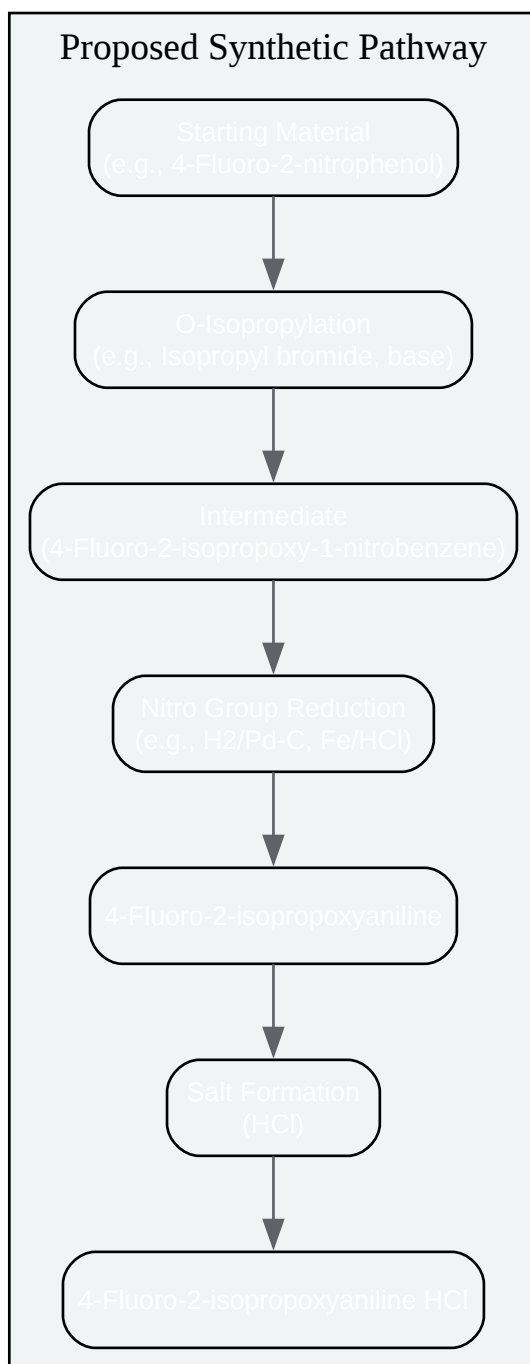 Proposed Synthetic Pathway
Starting Material
(e.g., 4-Fluoro-2-nitrophenol)
O-Isopropylation
(e.g., Isopropyl bromide, base)
Intermediate
(4-Fluoro-2-isopropoxy-1-nitrobenzene)
Nitro Group Reduction
(e.g., H2/Pd-C, Fe/HCl)
4-Fluoro-2-isopropoxyaniline
Salt Formation
(HCl)
4-Fluoro-2-isopropoxyaniline HCl